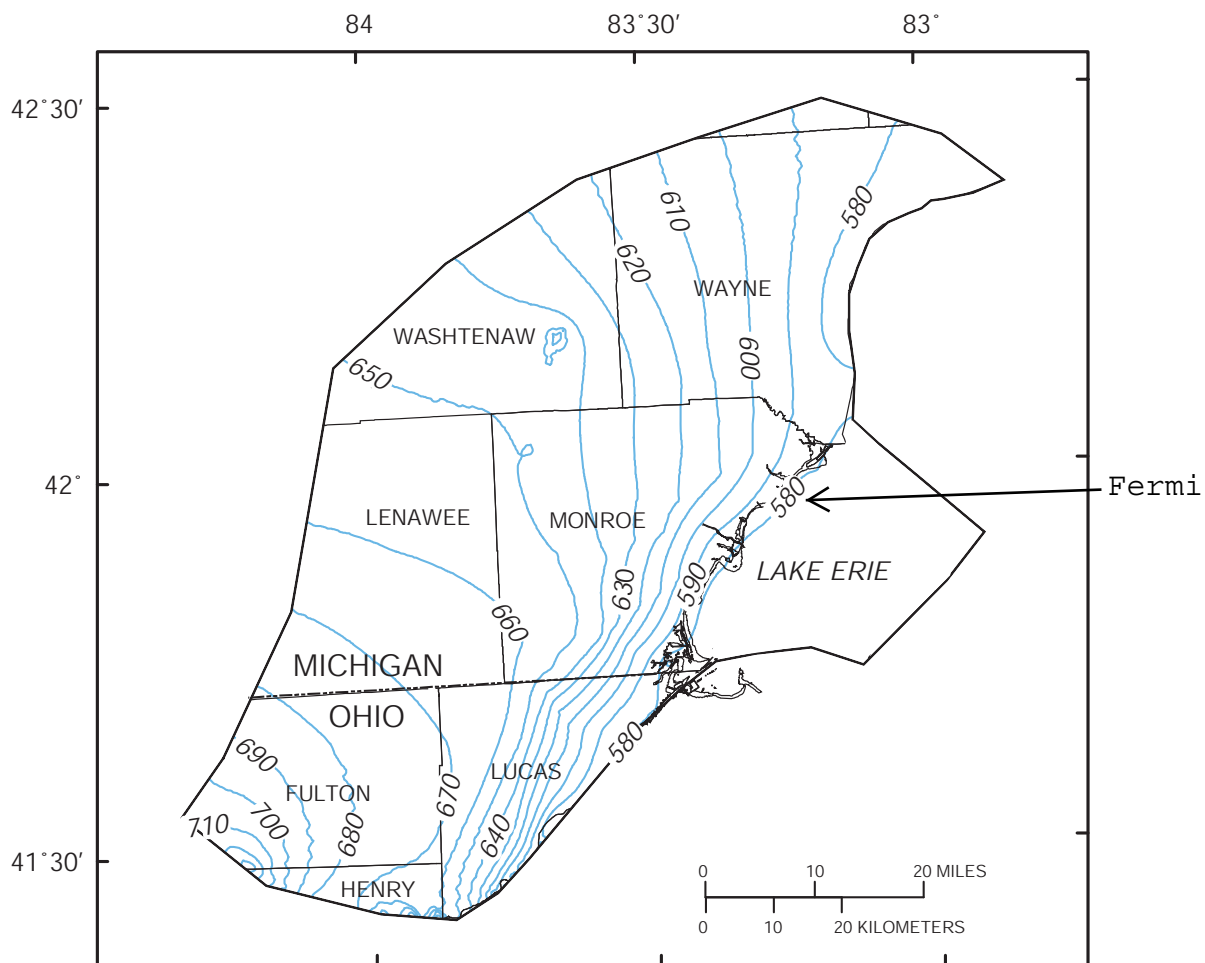 84 83°30′ 83°
42°30′
580
610
620
WAYNE
WASHTENAW
600
650
42°
Fermi
580
LENAWEE
MONROE
LAKE ERIE
590
630
660
MICHIGAN
OHIO
580
690
LUCAS
FULTON
670
700
710
680
640
41°30′
HENRY
0 10 20 MILES
0 10 20 KILOMETERS